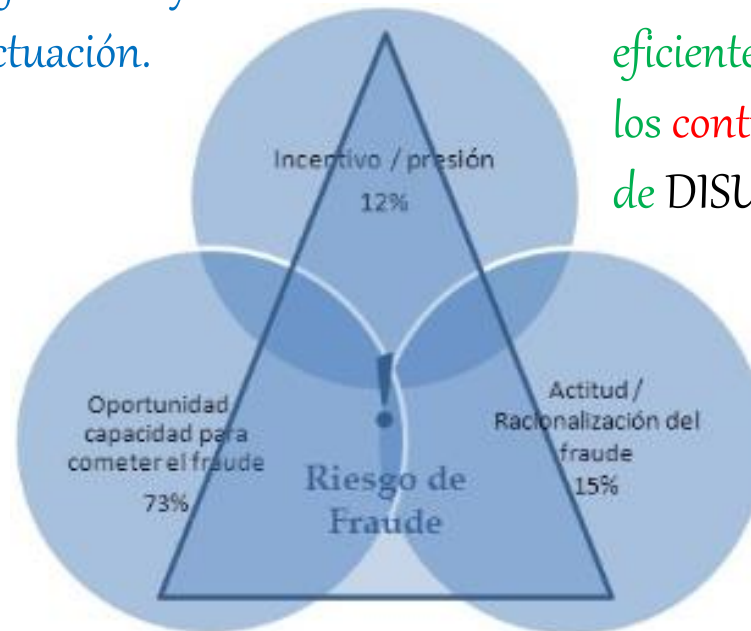 ctuación.
eficiente
los cont
de DISU
Incentivo / presión
12%
Oportunidad
capacidad para
cometer el fraude
73%
Actitud /
Racionalización del
fraude
15%
!
Riesgo de
Fraude